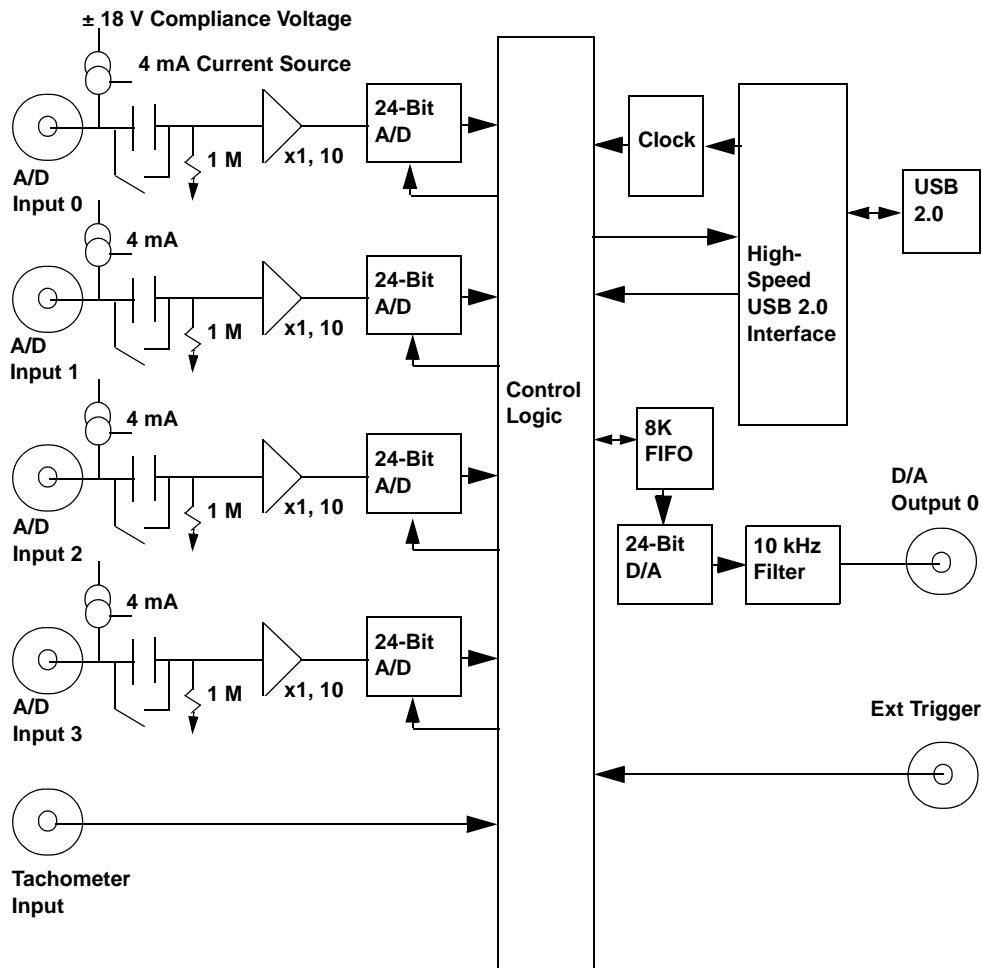 ± 18 V Compliance Voltage
4 mA Current Source
24-Bit
A/D
1 M
x1, 10
A/D
Input 0
4 mA
24-Bit
A/D
1 M
x1, 10
A/D
Input 1
4 mA
24-Bit
A/D
1 M
x1, 10
A/D
Input 2
4 mA
24-Bit
A/D
1 M
x1, 10
A/D
Input 3
Tachometer
Input
Control
Logic
Clock
High-
Speed
USB 2.0
Interface
USB
2.0
8K
FIFO
24-Bit
D/A
10 kHz
Filter
D/A
Output 0
Ext Trigger